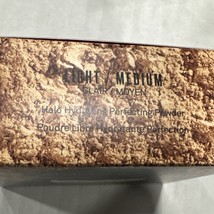 LIGHT / MEDIUM
CLAIR / MOYEN
Halo Hydrating Perfecting Powder
Poudre Libre Hydratante Perfection